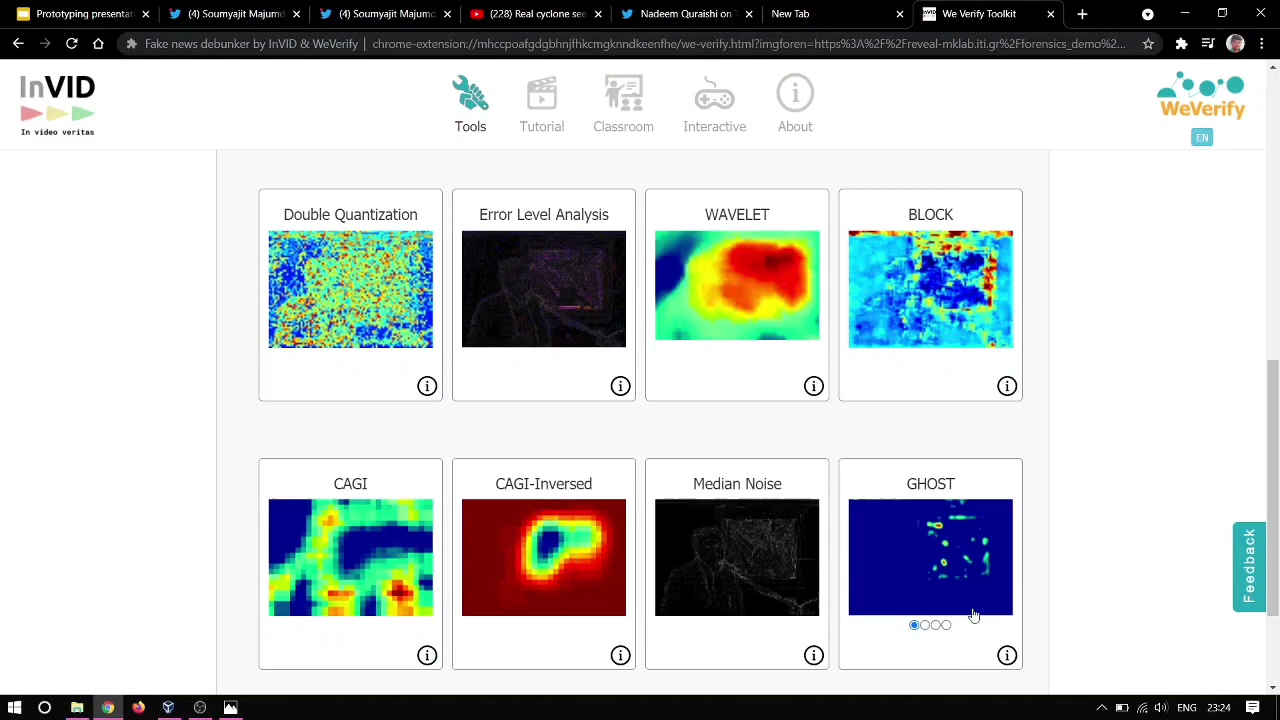 Prototyping presentat
(4) Soumyajit Majumd
(4) Soumyajit Majumd
(228) Real cyclone see
Nadeem Quraishi on
New Tab
We Verify Toolkit
Fake news debunker by InVID & WeVerify
chrome-extension://mhccpoafgdgbhnjfhkcmgknndkeenfhe/we-verify.html?imgforen=https%3A%2F%2Freveal-mklab.iti.gr%2Fforensics_demo%2...
InVID
In video veritas
Tools
Tutorial
Classroom
Interactive
About
WeVerify
EN
Double Quantization
Error Level Analysis
WAVELET
BLOCK
CAGI
CAGI-Inversed
Median Noise
GHOST
Feedback
ENG
23:24